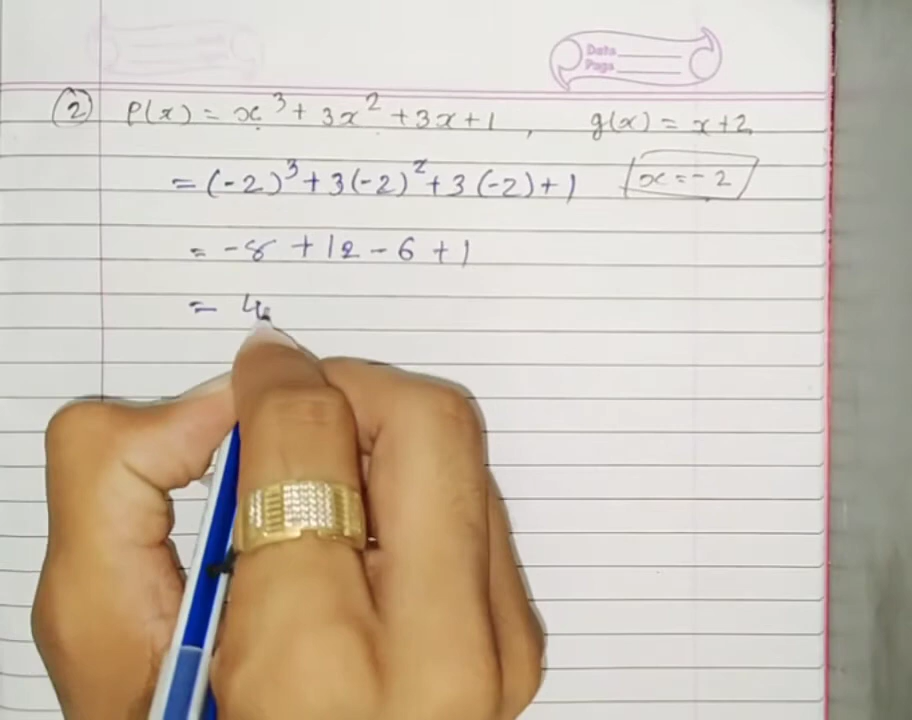 Date
Page
(2) P(x) = x³ + 3x² + 3x + 1 , g(x) = x + 2
= (-2)³ + 3(-2)² + 3(-2) + 1 x = - 2
= -8 + 12 - 6 + 1
= 4